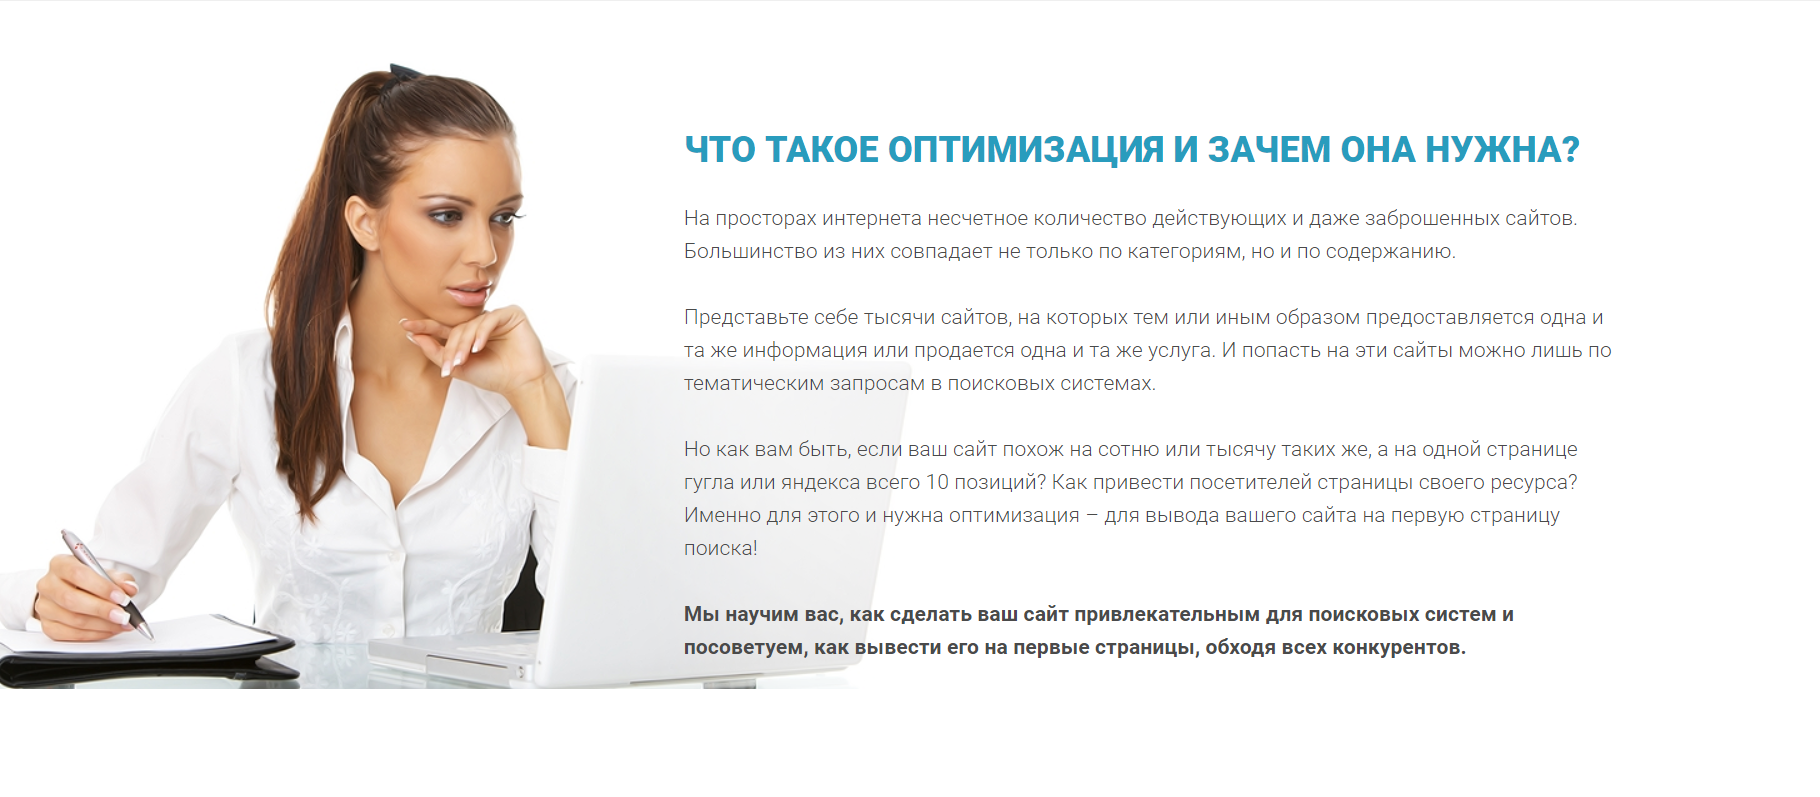 ЧТО ТАКОЕ ОПТИМИЗАЦИЯ И ЗАЧЕМ ОНА НУЖНА?
На просторах интернета несчетное количество действующих и даже заброшенных сайтов.
Большинство из них совпадает не только по категориям, но и по содержанию.
Представьте себе тысячи сайтов, на которых тем или иным образом предоставляется одна и
та же информация или продается одна и та же услуга. И попасть на эти сайты можно лишь по
тематическим запросам в поисковых системах.
Но как вам быть, если ваш сайт похож на сотню или тысячу таких же, а на одной странице
гугла или яндекса всего 10 позиций? Как привести посетителей страницы своего ресурса?
Именно для этого и нужна оптимизация – для вывода вашего сайта на первую страницу
поиска!
Мы научим вас, как сделать ваш сайт привлекательным для поисковых систем и
посоветуем, как вывести его на первые страницы, обходя всех конкурентов.